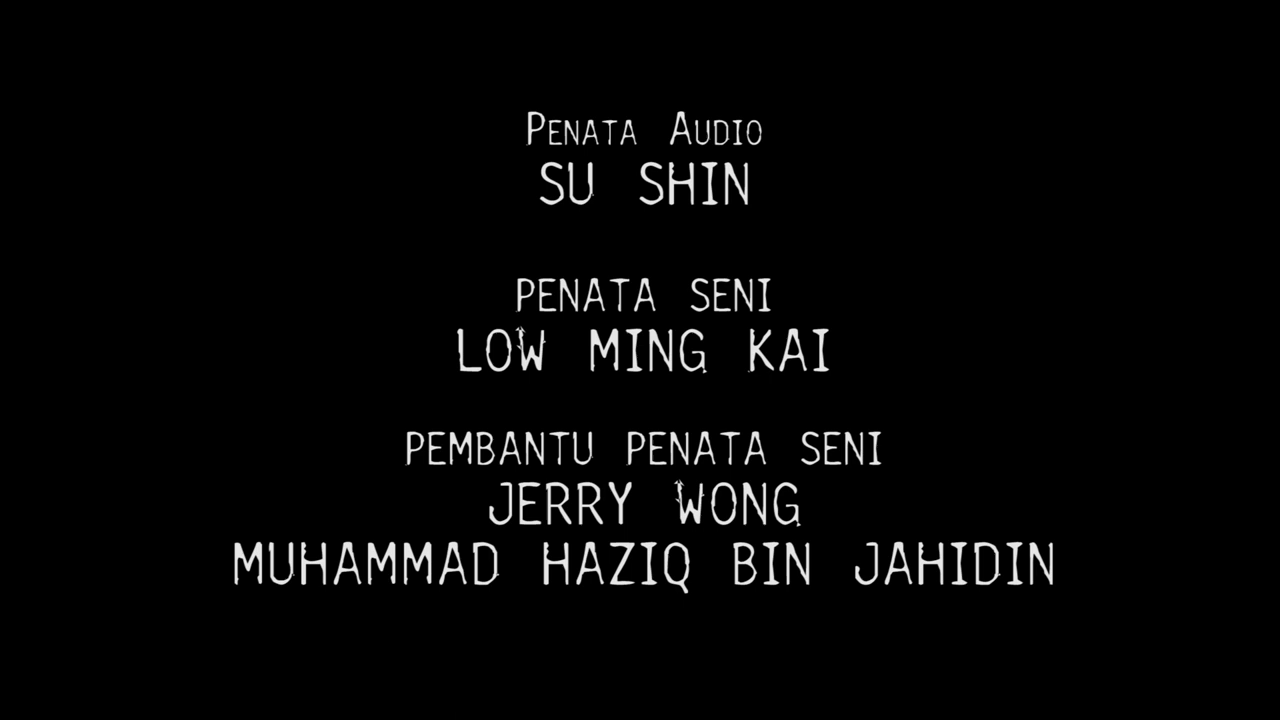 Penata Audio
SU SHIN
PENATA SENI
LOW MING KAI
PEMBANTU PENATA SENI
JERRY WONG
MUHAMMAD HAZIQ BIN JAHIDIN